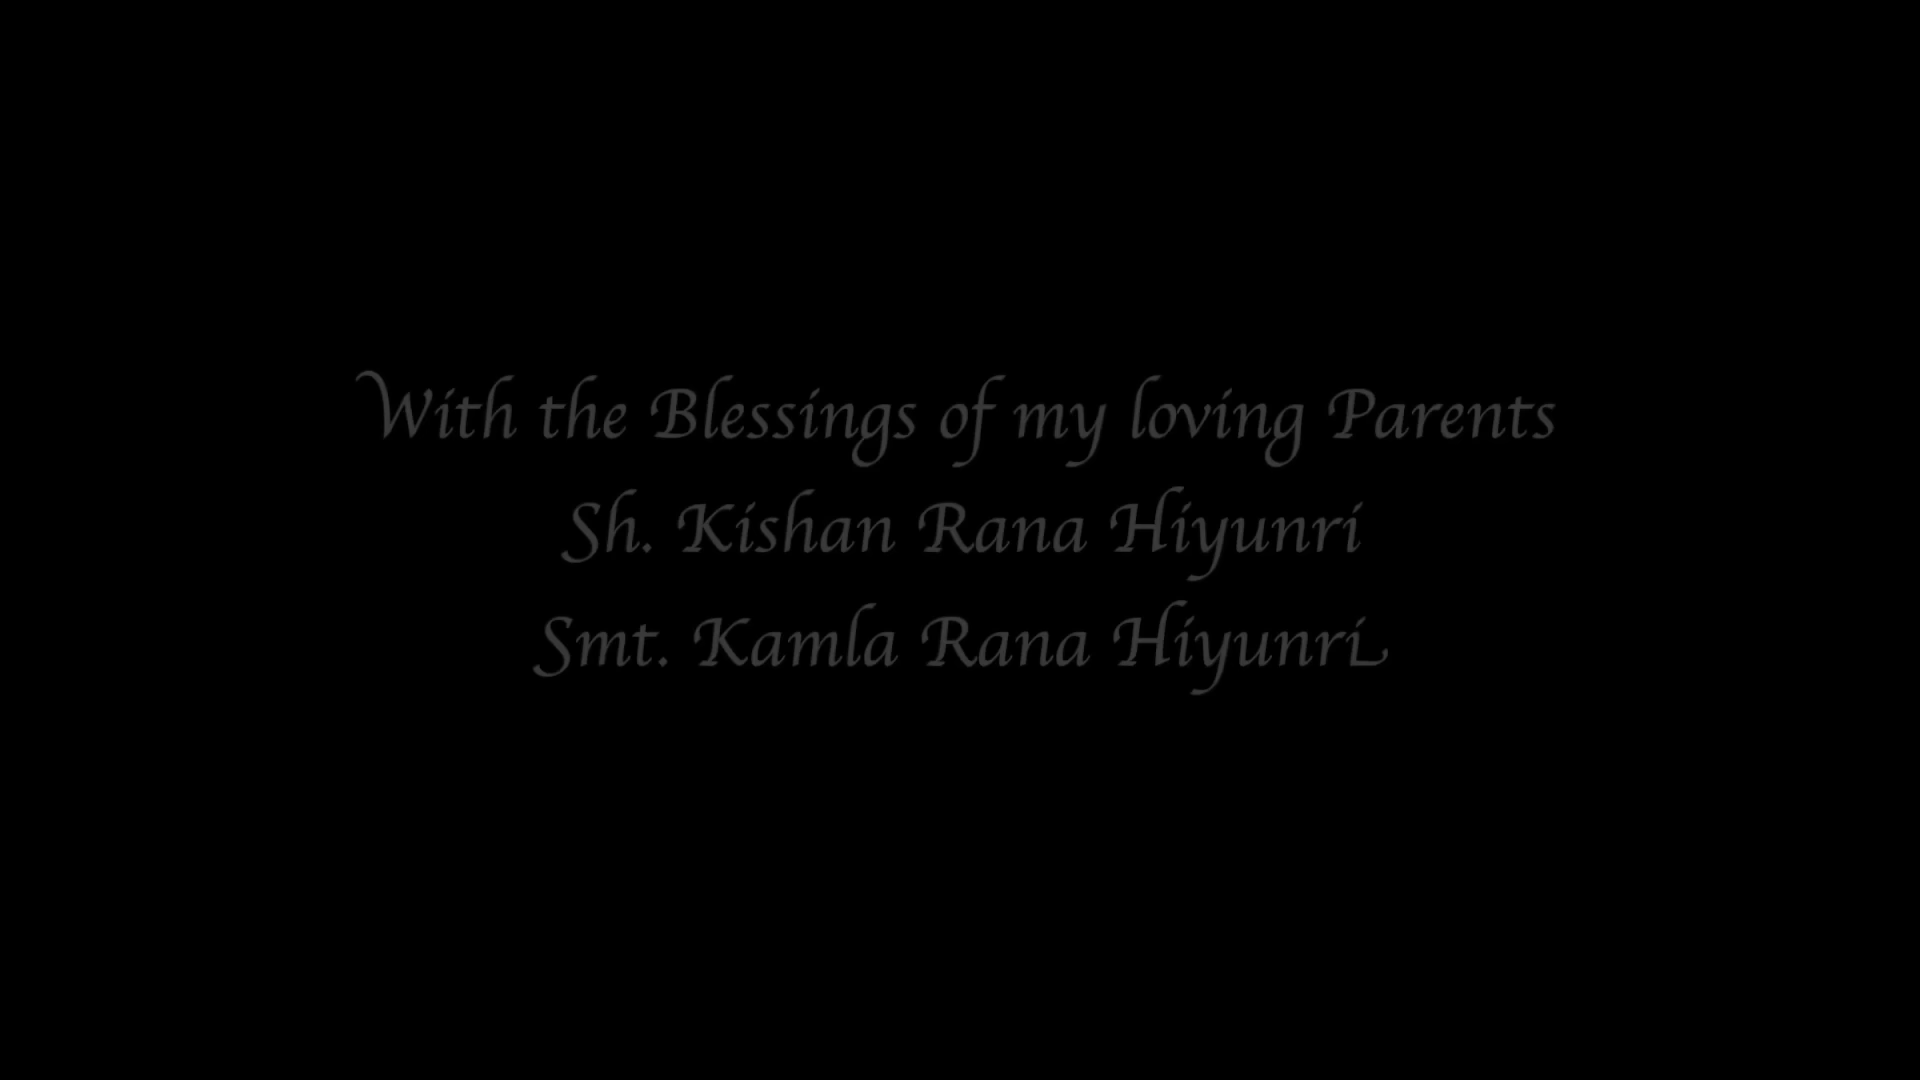 With the Blessings of my loving Parents
Sh. Kishan Rana Hiyunri
Smt. Kamla Rana Hiyunri